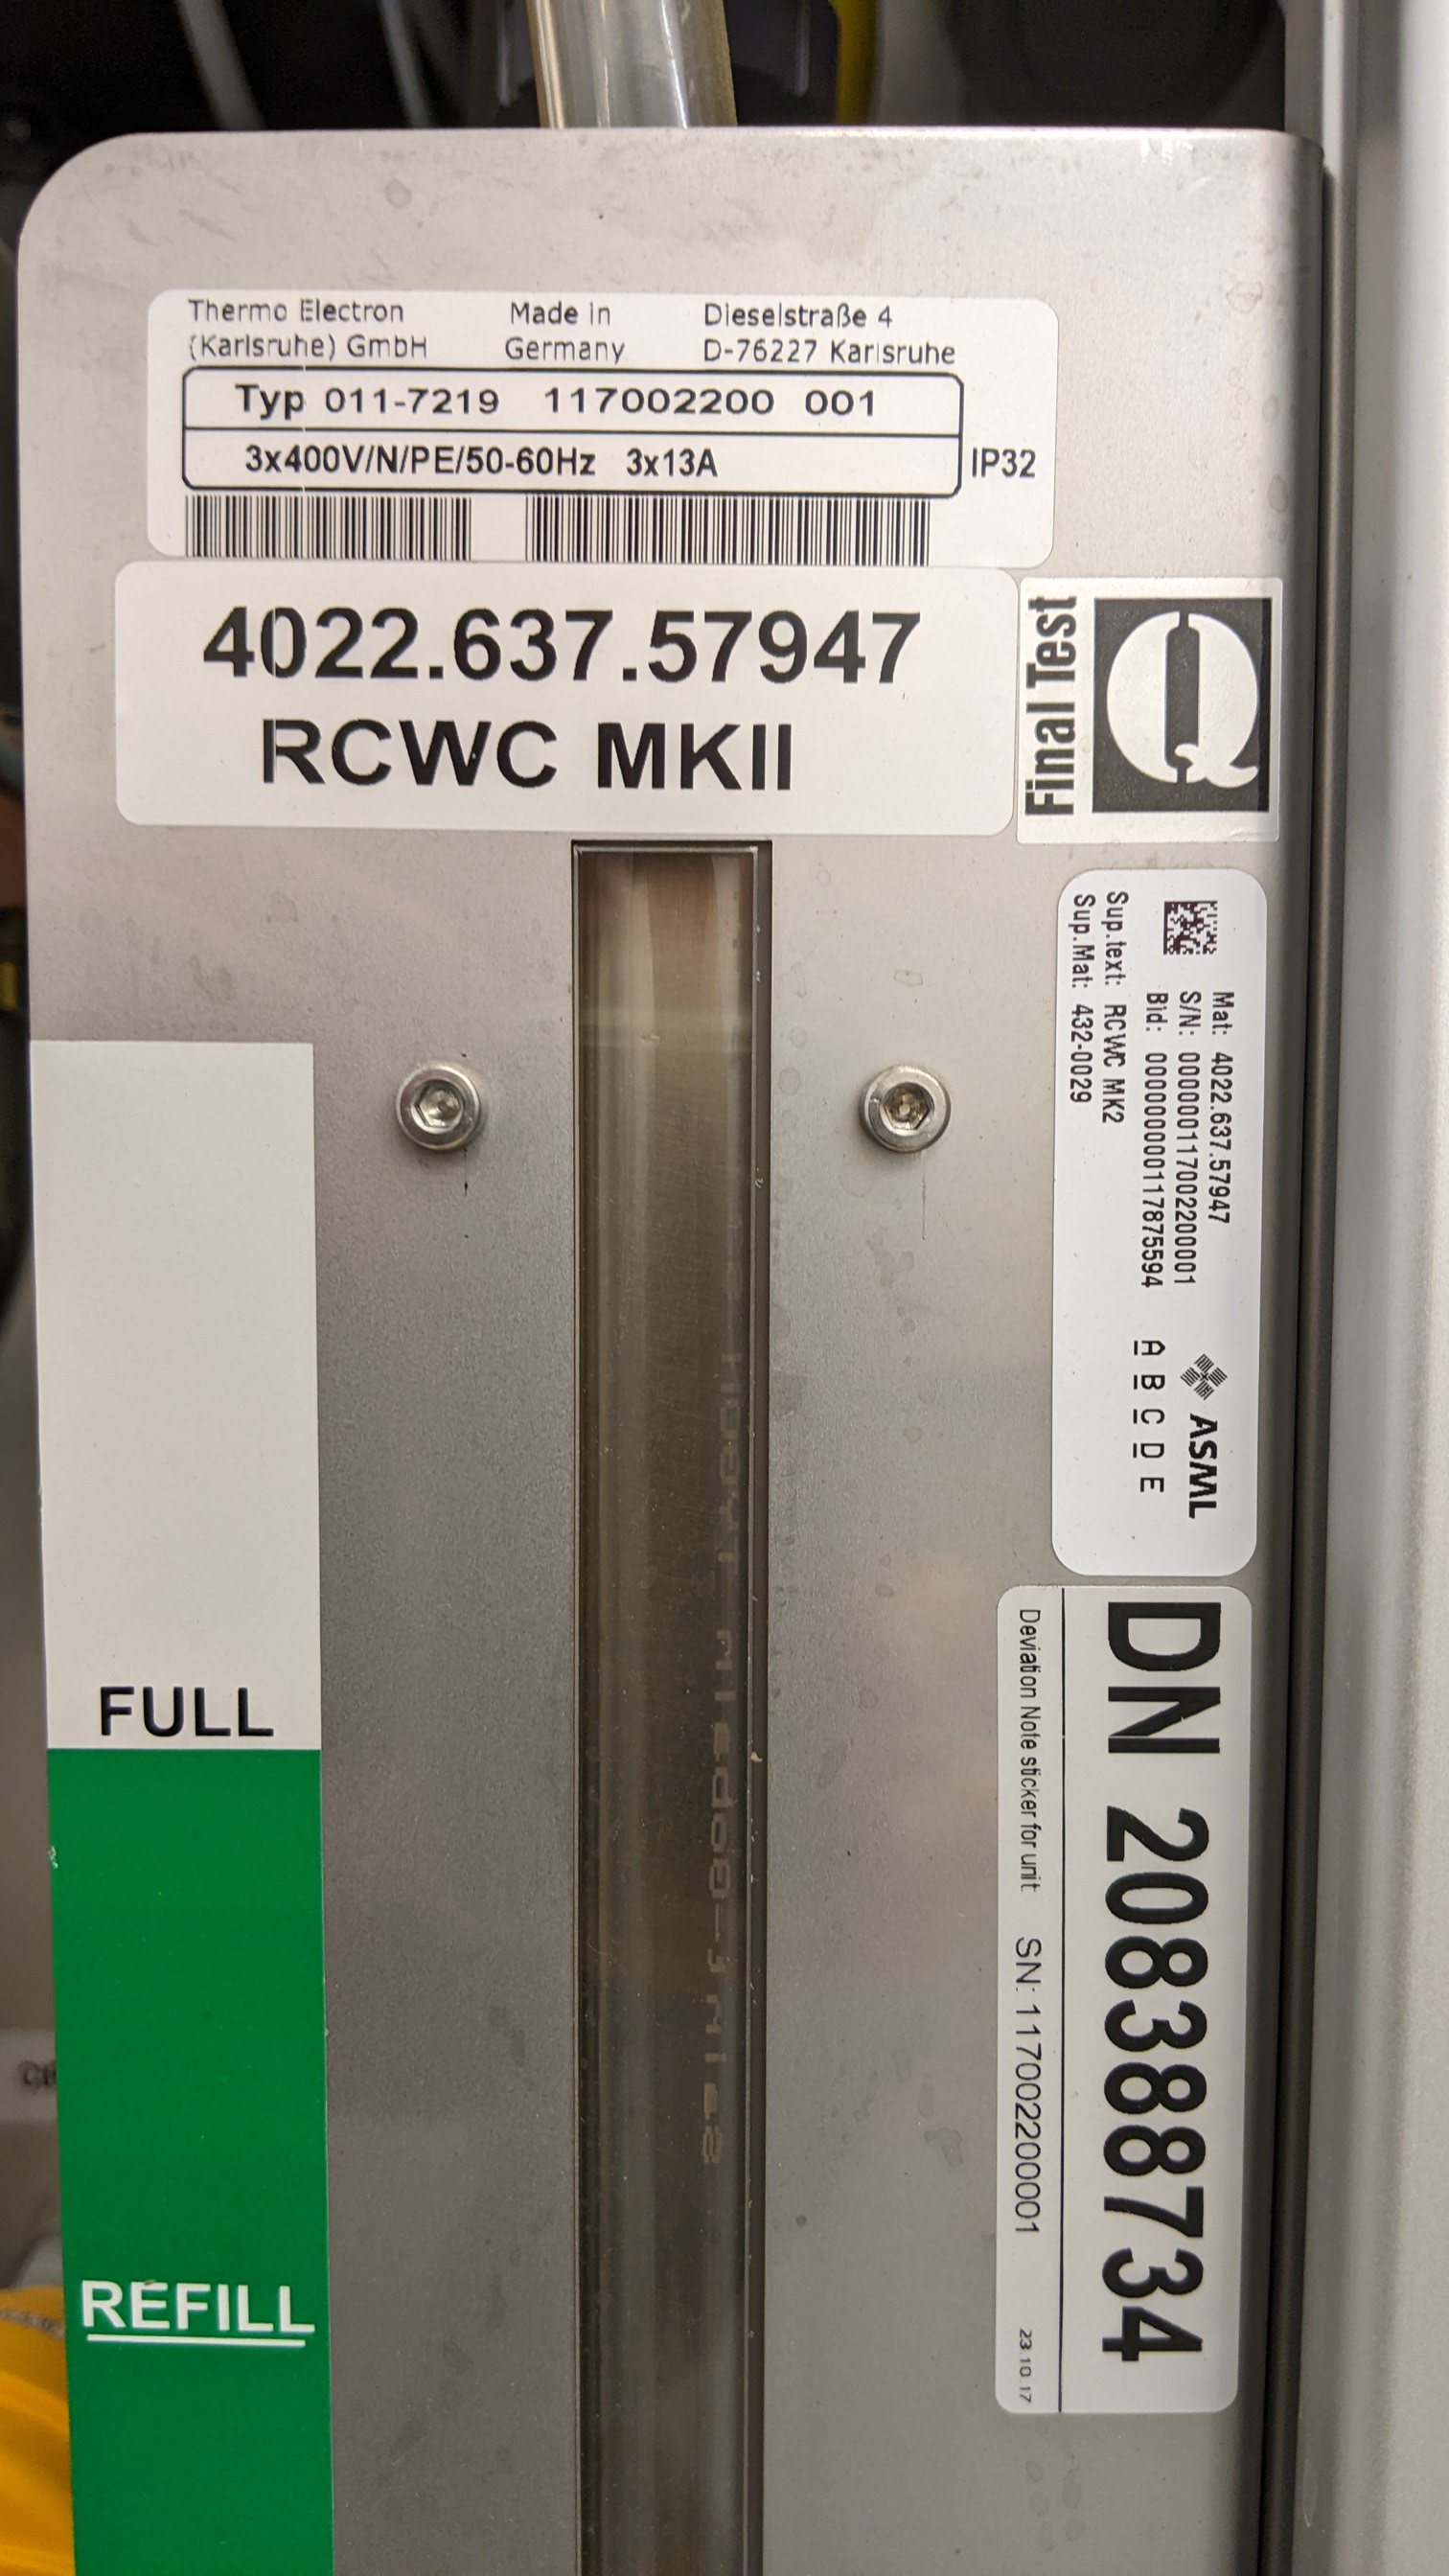 Thermo Electron
(Karlsruhe) GmbH
Made in
Germany
Dieselstraße 4
D-76227 Karlsruhe
Typ 011-7219 117002200 001
3x400V/N/PE/50-60Hz 3x13A
IP32
4022.637.57947
RCWC MKII
Final Test
Q
Mat: 4022.637.57947
S/N: 00000117002200001
Bid: 0000000000117875594
Sup.text: RCWC MK2
Sup.Mat: 432-0029
ASML
A B C D E
DN 208388734
Deviation Note sticker for unit SN: 117002200001
23.10.17
FULL
REFILL